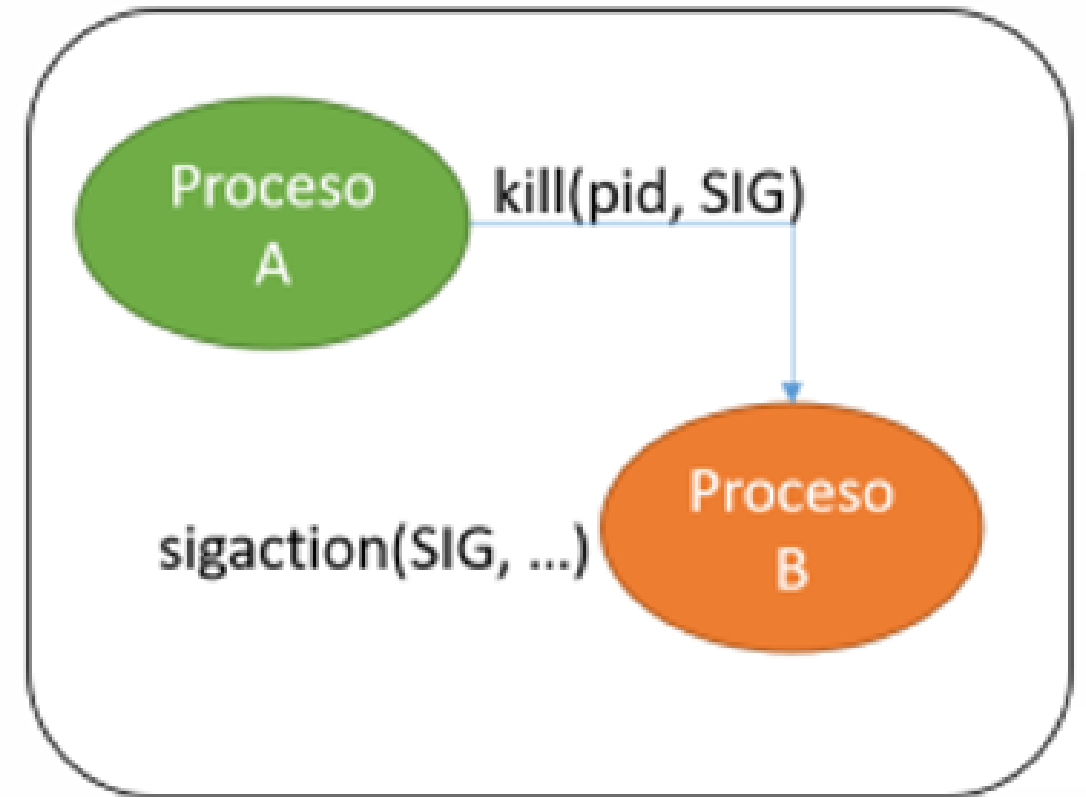 Proceso
A
kill(pid, SIG)
Proceso
B
sigaction(SIG, ...)